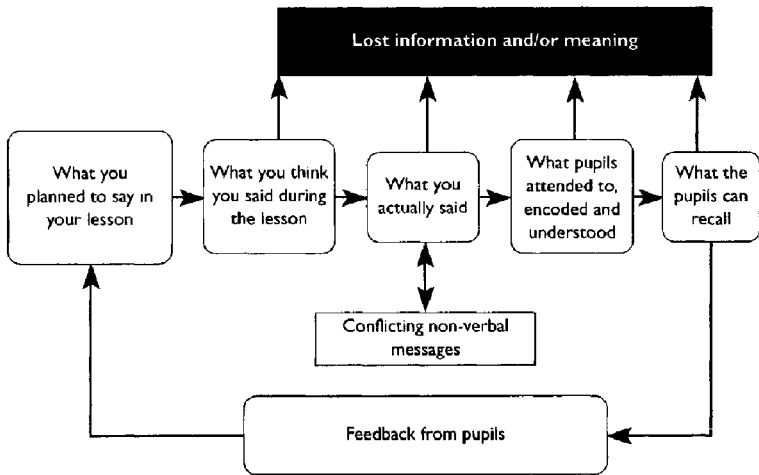 Lost information and/or meaning
What you
planned to say in
your lesson
What you think
you said during
the lesson
What you
actually said
What pupils
attended to,
encoded and
understood
What the
pupils can
recall
Conflicting non-verbal
messages
Feedback from pupils